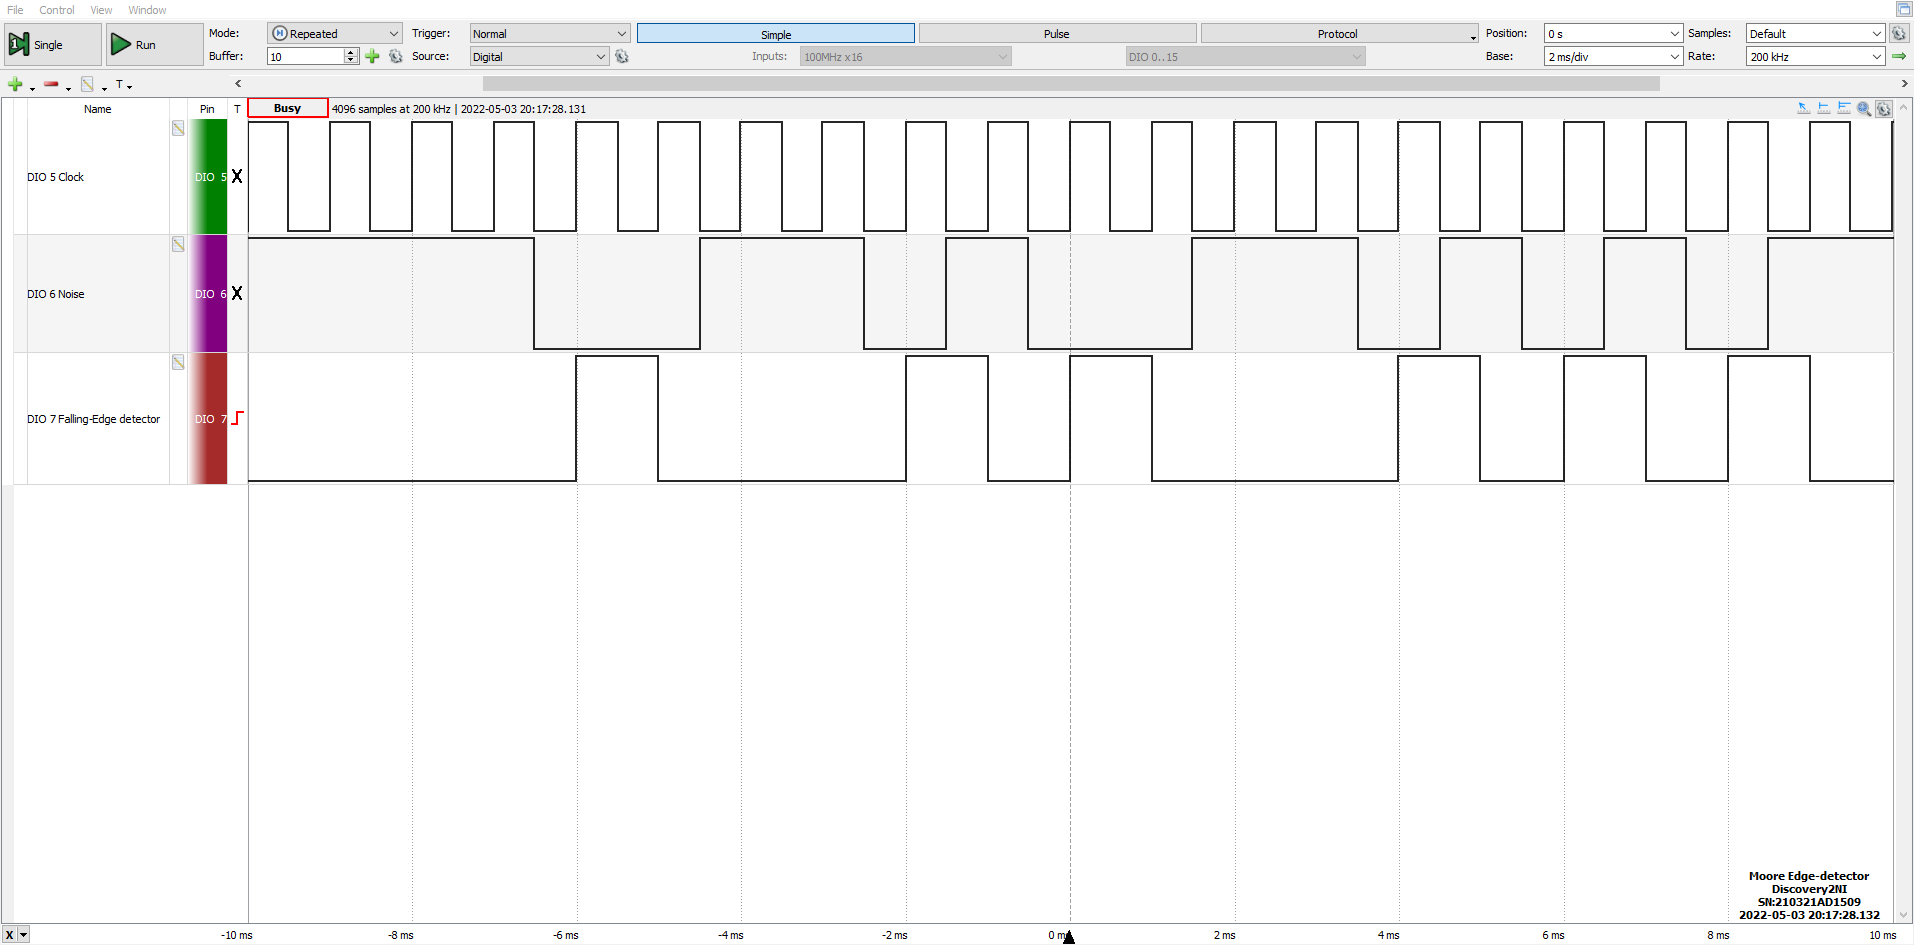 File Control View Window
Single Run Mode: Repeated Trigger: Normal Simple Pulse Protocol Position: 0 s Samples: Default
Buffer: 10 Source: Digital Inputs: 100MHz x16 DIO 0..15 Base: 2 ms/div Rate: 200 kHz
T
Name Pin T Busy 4096 samples at 200 kHz | 2022-05-03 20:17:28.131
DIO 5 Clock DIO 5 X
DIO 6 Noise DIO 6 X
DIO 7 Falling-Edge detector DIO 7
Moore Edge-detector
Discovery2NI
SN:210321AD1509
2022-05-03 20:17:28.132
X -10 ms -8 ms -6 ms -4 ms -2 ms 0 ms 2 ms 4 ms 6 ms 8 ms 10 ms